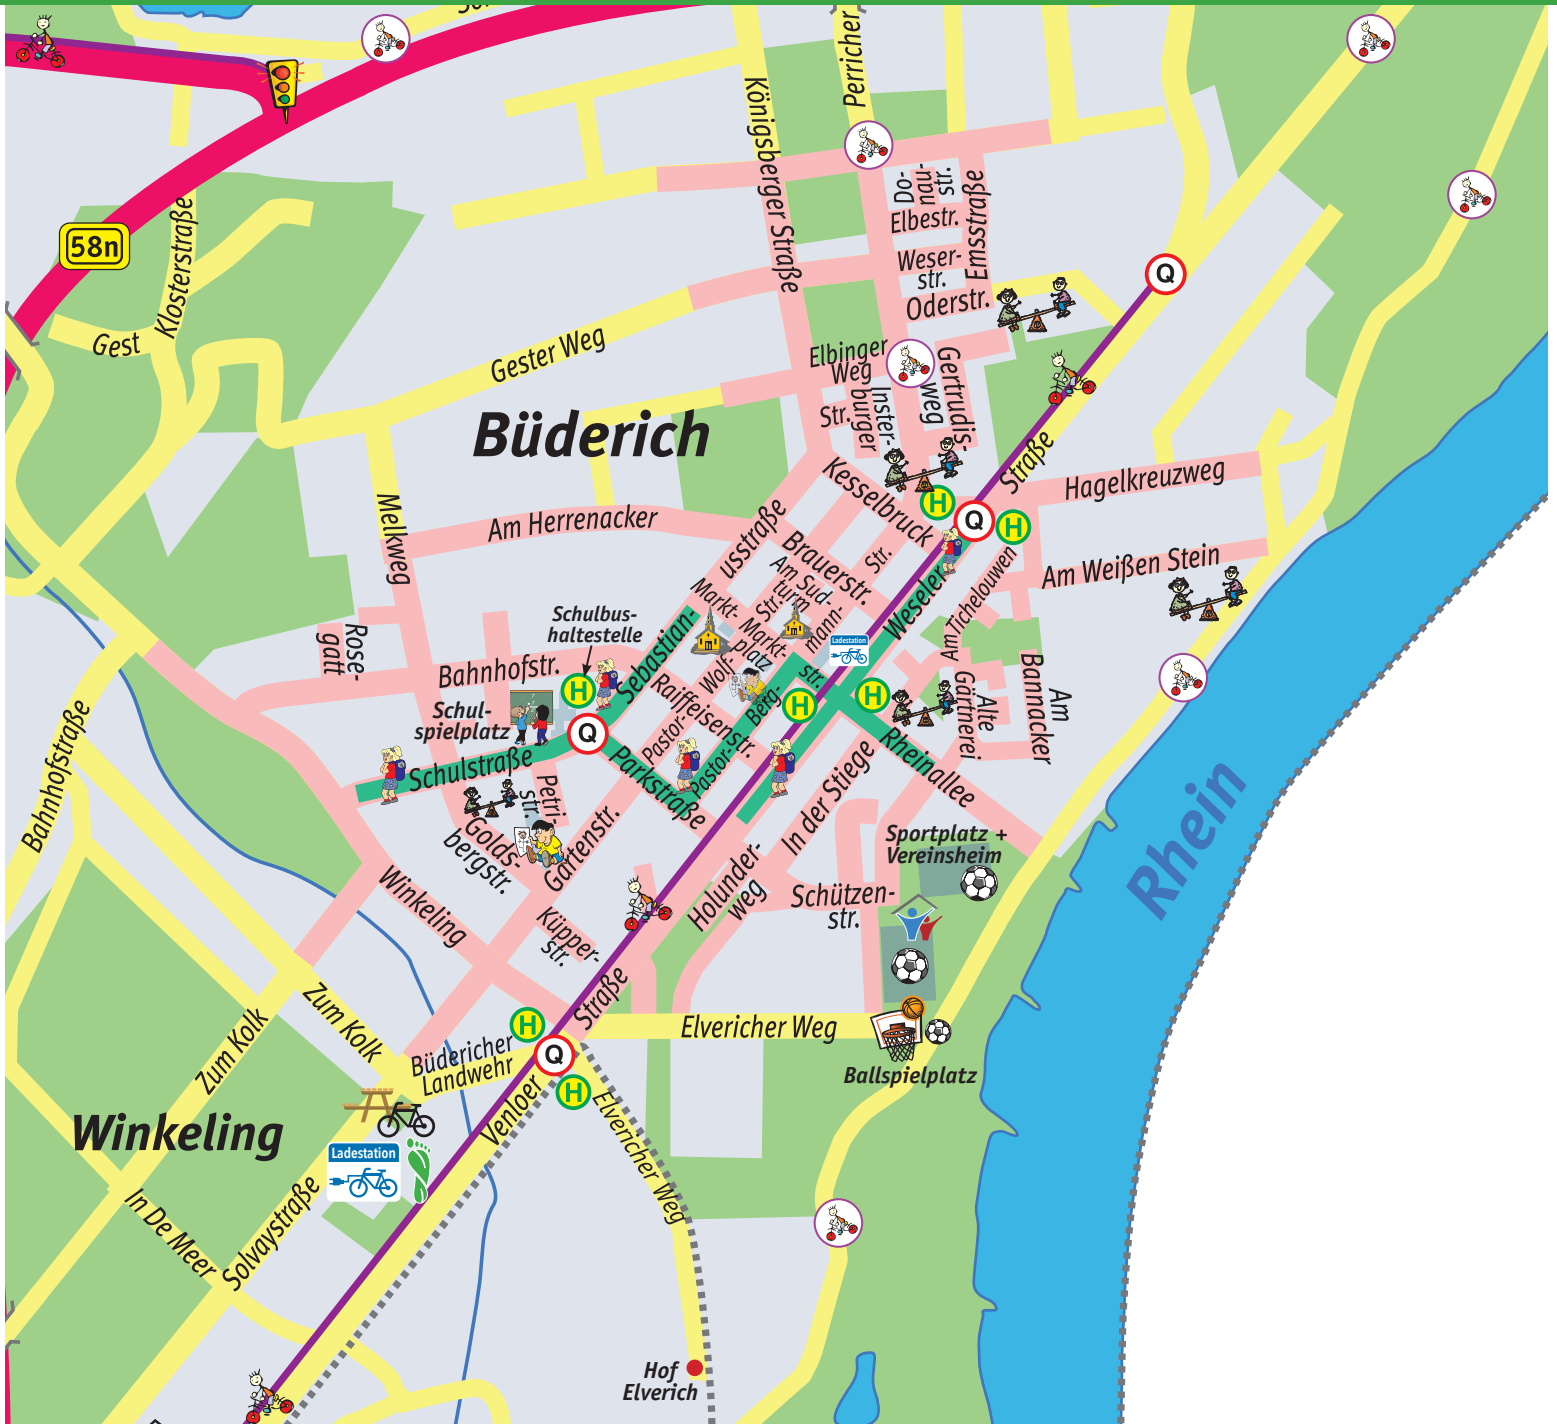 Perricher
Königsberger Straße
Do-
nau-
str.
Elbestr.
Emsstraße
Weser-
str.
Oderstr.
58n
Klosterstraße
Gest
Gester Weg
Q
Elbinger
Weg
Gertrudis-
weg
Inster-
burger
Str.
Büderich
Straße
Kesselbruck
Hagelkreuzweg
H
Q
H
Am Herrenacker
Melkweg
usstraße
Brauerstr.
Str.
Am Weißen Stein
Am Sud-
turm
Str.
Markt-
Markt-
platz
mann-
str.
Weseler
Am Tichelouwen
Schulbus-
haltestelle
Sebastian-
Rose-
gatt
Bahnhofstr.
H
Wolf-
Ladestation
Raiffeisenstr.
Berg-
H
H
Am
Bannacker
Alte
Gärtnerei
Schul-
spielplatz
Q
Pastor-
Pastor-
Rheinallee
Bahnhofstraße
Schulstraße
Parkstraße
Petri-
str.
In der Stiege
Golds-
bergstr.
Gartenstr.
Rhein
Sportplatz +
Vereinsheim
Winkeling
Holunder-
weg
Schützen-
str.
Küpper-
str.
Straße
Zum Kolk
Zum Kolk
H
Elvericher Weg
Büdericher
Landwehr
Q
Ballspielplatz
H
Venloer
Elvericher Weg
Winkeling
Ladestation
In De Meer
Solvaystraße
Hof
Elverich